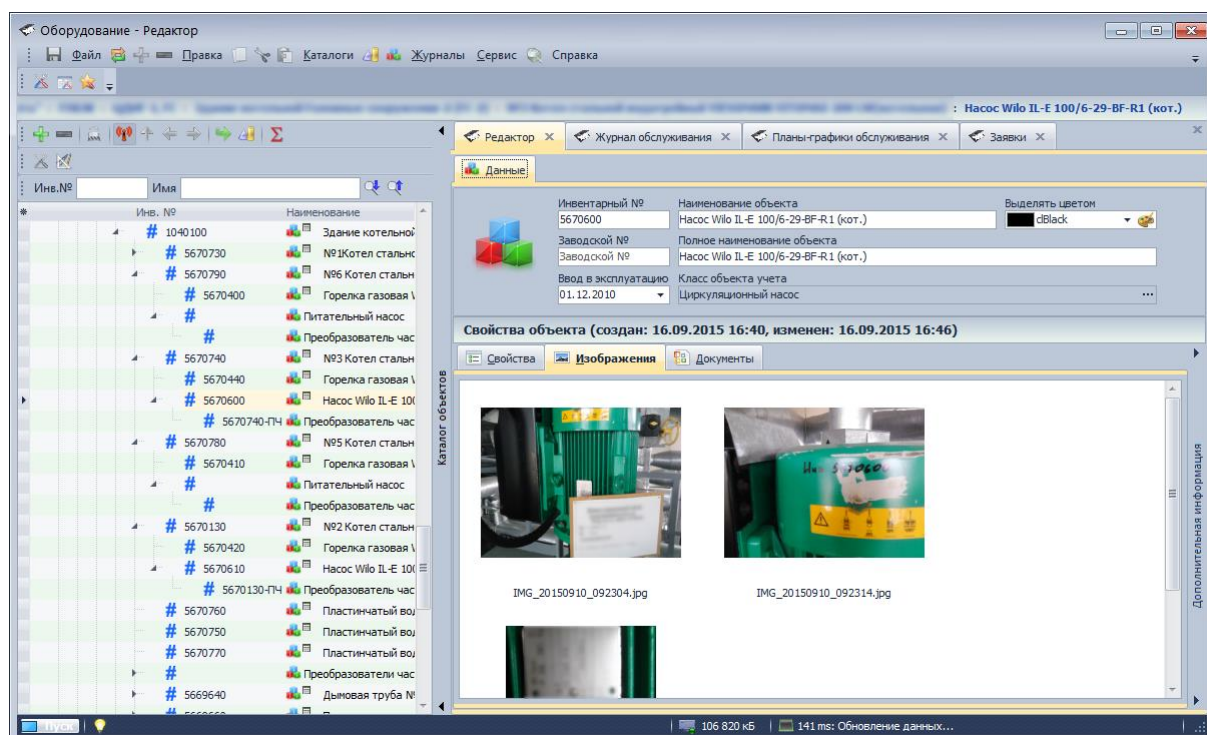 Оборудование - Редактор
Файл Правка Каталоги Журналы Сервис Справка
: Насос Wilo IL-E 100/6-29-BF-R1 (кот.)
Редактор Журнал обслуживания Планы-графики обслуживания Заявки
Данные
Инв.№ Имя
Инв. № Наименование
# 1040100 Здание котельной
# 5670730 №1Котел стально
# 5670790 №6 Котел стальн
# 5670400 Горелка газовая
# Питательный насос
# Преобразователь час
# 5670740 №3 Котел стальн
# 5670440 Горелка газовая
# 5670600 Насос Wilo IL-E 100
# 5670740-ПЧ Преобразователь час
# 5670780 №5 Котел стальн
# 5670410 Горелка газовая
# Питательный насос
# Преобразователь час
# 5670130 №2 Котел стальн
# 5670420 Горелка газовая
# 5670610 Насос Wilo IL-E 100
# 5670130-ПЧ Преобразователь час
# 5670760 Пластинчатый вод
# 5670750 Пластинчатый вод
# 5670770 Пластинчатый вод
# Преобразователи час
# 5669640 Дымовая труба №
Каталог объектов
Инвентарный № Наименование объекта Выделять цветом
5670600 Насос Wilo IL-E 100/6-29-BF-R1 (кот.) clBlack
Заводской № Полное наименование объекта
Заводской № Насос Wilo IL-E 100/6-29-BF-R1 (кот.)
Ввод в эксплуатацию Класс объекта учета
01.12.2010 Циркуляционный насос ...
Свойства объекта (создан: 16.09.2015 16:40, изменен: 16.09.2015 16:46)
Свойства Изображения Документы
IMG_20150910_092304.jpg IMG_20150910_092314.jpg
Дополнительная информация
Пуск 106 820 кБ 141 ms: Обновление данных...